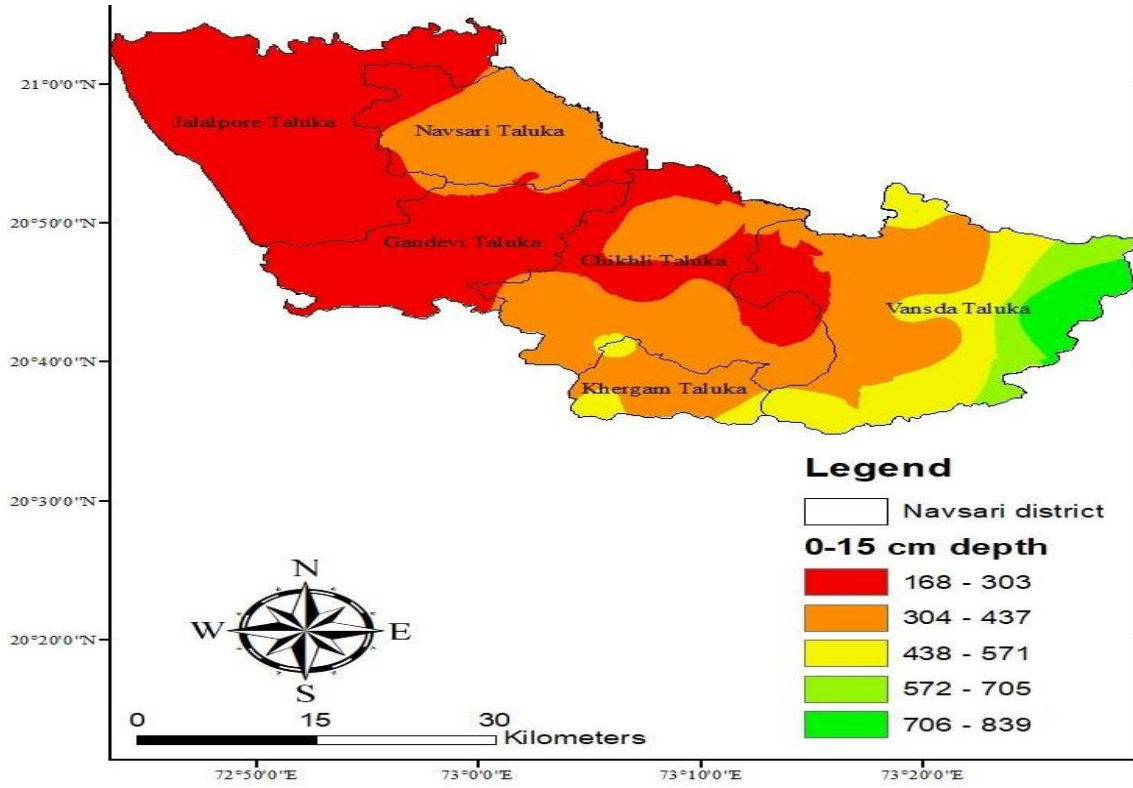 21°0'0"N
Jalalpore Taluka
Navsari Taluka
20°50'0"N
Gandevi Taluka
Chikhli Taluka
Vansda Taluka
20°40'0"N
Khergam Taluka
Legend
20°30'0"N
Navsari district
0-15 cm depth
168 - 303
304 - 437
438 - 571
572 - 705
706 - 839
N
W E
S
20°20'0"N
0 15 30
Kilometers
72°50'0"E 73°0'0"E 73°10'0"E 73°20'0"E